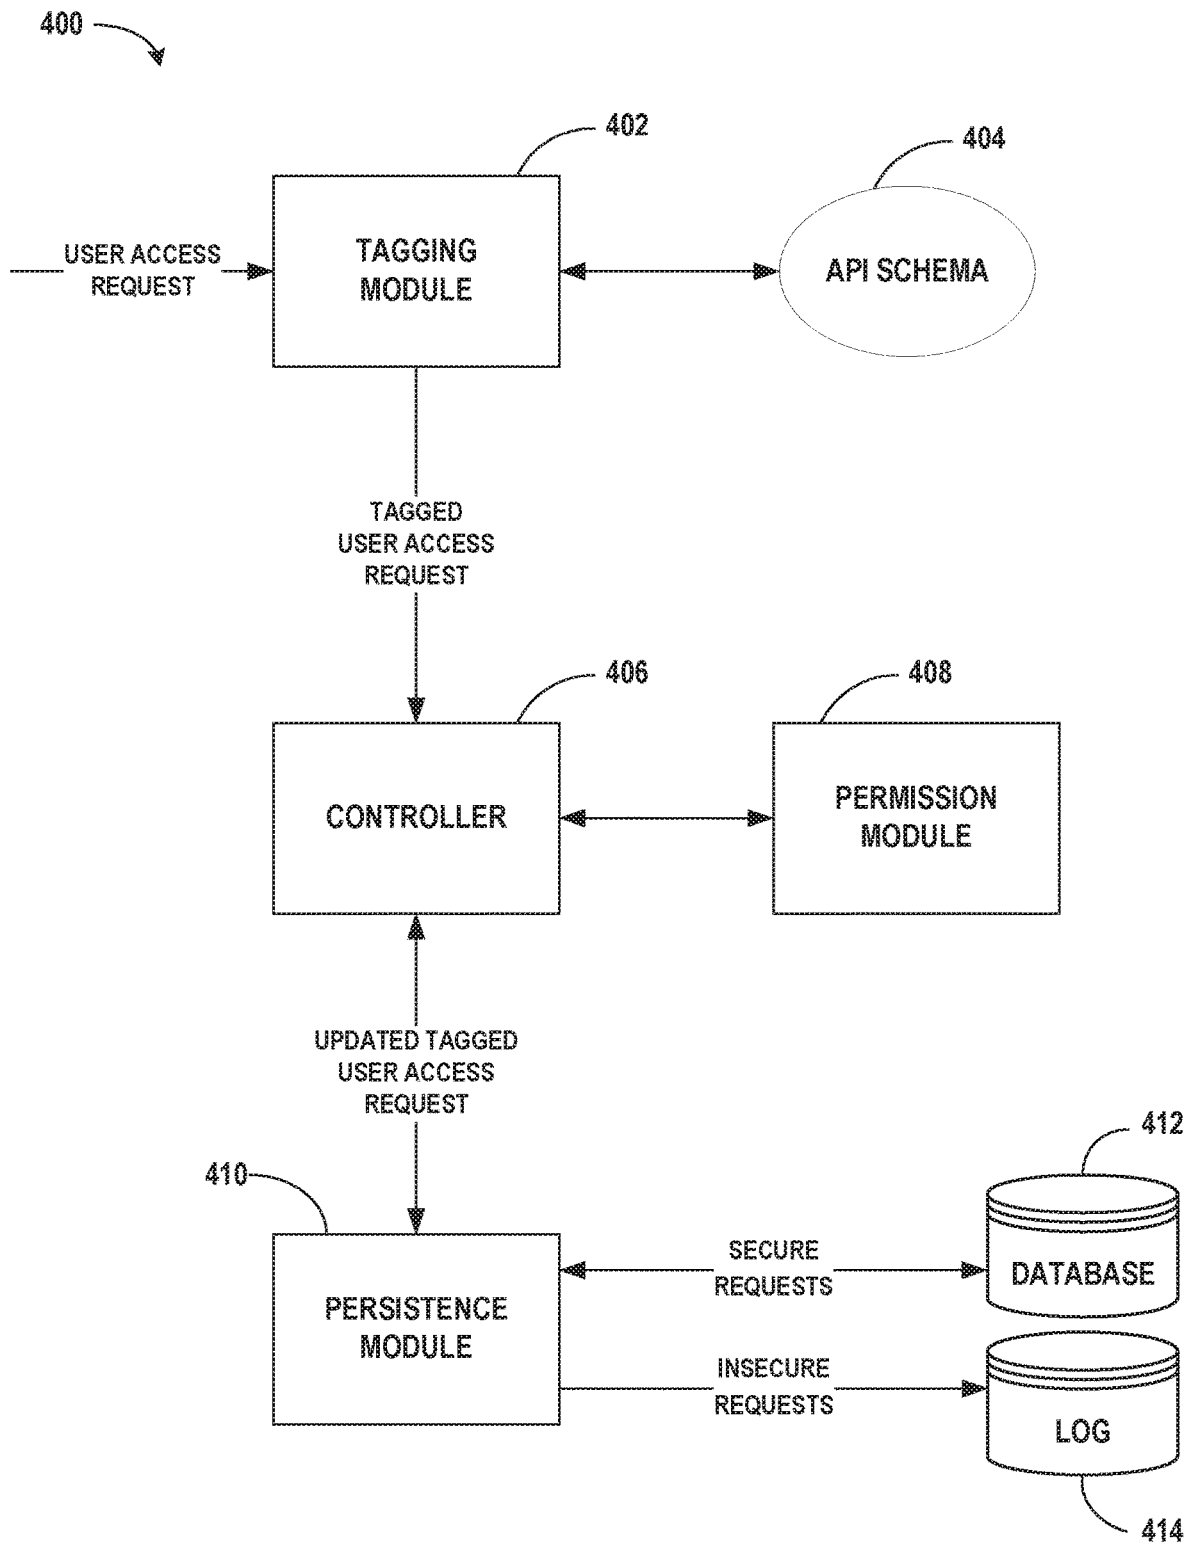 400
402
404
USER ACCESS
REQUEST
TAGGING
MODULE
API SCHEMA
TAGGED
USER ACCESS
REQUEST
406
408
CONTROLLER
PERMISSION
MODULE
UPDATED TAGGED
USER ACCESS
REQUEST
410
412
PERSISTENCE
MODULE
SECURE
REQUESTS
DATABASE
INSECURE
REQUESTS
LOG
414